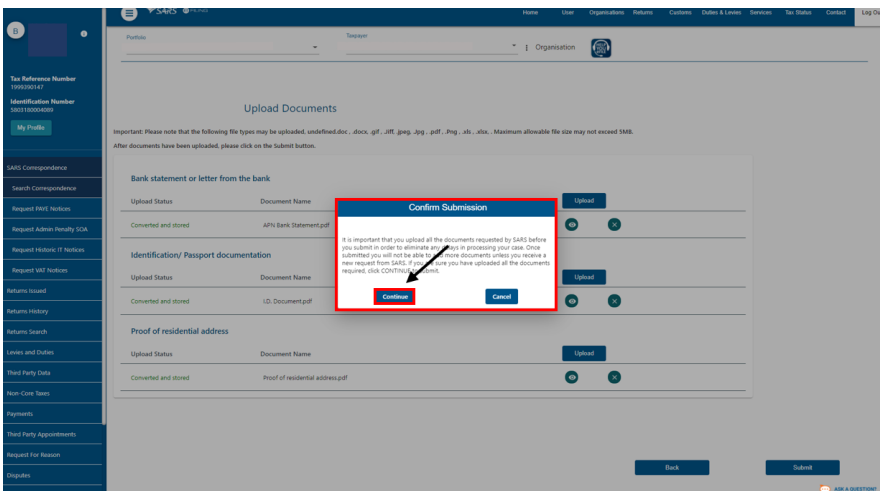 SARS eFILING
Home User Organisations Returns Customs Duties & Levies Services Tax Status Contact Log Ou
B
Portfolio
Taxpayer
Organisation
Tax Reference Number
1999390147
Identification Number
5803180004089
My Profile
Upload Documents
Important: Please note that the following file types may be uploaded, undefined.doc , .docx, .gif . Jiff. .jpeg, .jpg , .pdf , .Png , .xls , .xlsx, . Maximum allowable file size may not exceed 5MB.
After documents have been uploaded, please click on the Submit button.
SARS Correspondence
Search Correspondence
Request PAYE Notices
Request Admin Penalty SOA
Request Historic IT Notices
Request VAT Notices
Returns Issued
Returns History
Returns Search
Levies and Duties
Third Party Data
Non-Core Taxes
Payments
Third Party Appointments
Request For Reason
Disputes
Bank statement or letter from the bank
Upload Status Document Name Upload
Converted and stored APN Bank Statement.pdf
Identification/ Passport documentation
Upload Status Document Name Upload
Converted and stored I.D. Document.pdf
Proof of residential address
Upload Status Document Name Upload
Converted and stored Proof of residential address.pdf
Confirm Submission
It is important that you upload all the documents requested by SARS before
you submit in order to eliminate any delays in processing your case. Once
submitted you will not be able to add more documents unless you receive a
new request from SARS. If you are sure you have uploaded all the documents
required, click CONTINUE to submit.
Continue Cancel
Back Submit
ASK A QUESTION?